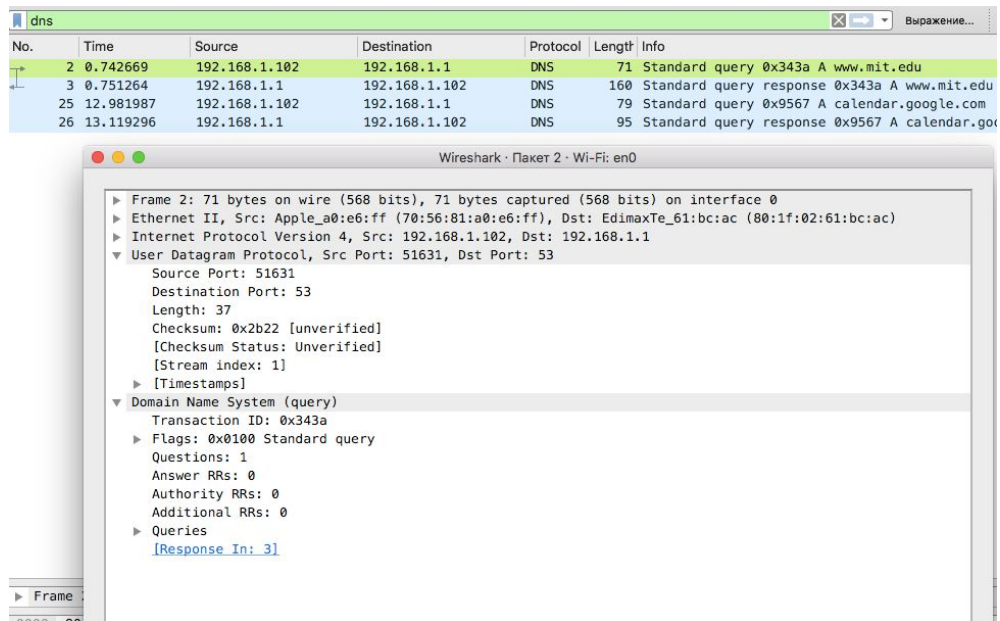 dns Выражение...
No. Time Source Destination Protocol Length Info
2 0.742669 192.168.1.102 192.168.1.1 DNS 71 Standard query 0x343a A www.mit.edu
3 0.751264 192.168.1.1 192.168.1.102 DNS 160 Standard query response 0x343a A www.mit.edu
25 12.981987 192.168.1.102 192.168.1.1 DNS 79 Standard query 0x9567 A calendar.google.com
26 13.119296 192.168.1.1 192.168.1.102 DNS 95 Standard query response 0x9567 A calendar.goo
Wireshark · Пакет 2 · Wi-Fi: en0
Frame 2: 71 bytes on wire (568 bits), 71 bytes captured (568 bits) on interface 0
Ethernet II, Src: Apple_a0:e6:ff (70:56:81:a0:e6:ff), Dst: EdimaxTe_61:bc:ac (80:1f:02:61:bc:ac)
Internet Protocol Version 4, Src: 192.168.1.102, Dst: 192.168.1.1
User Datagram Protocol, Src Port: 51631, Dst Port: 53
Source Port: 51631
Destination Port: 53
Length: 37
Checksum: 0x2b22 [unverified]
[Checksum Status: Unverified]
[Stream index: 1]
[Timestamps]
Domain Name System (query)
Transaction ID: 0x343a
Flags: 0x0100 Standard query
Questions: 1
Answer RRs: 0
Authority RRs: 0
Additional RRs: 0
Queries
[Response In: 3]
Frame